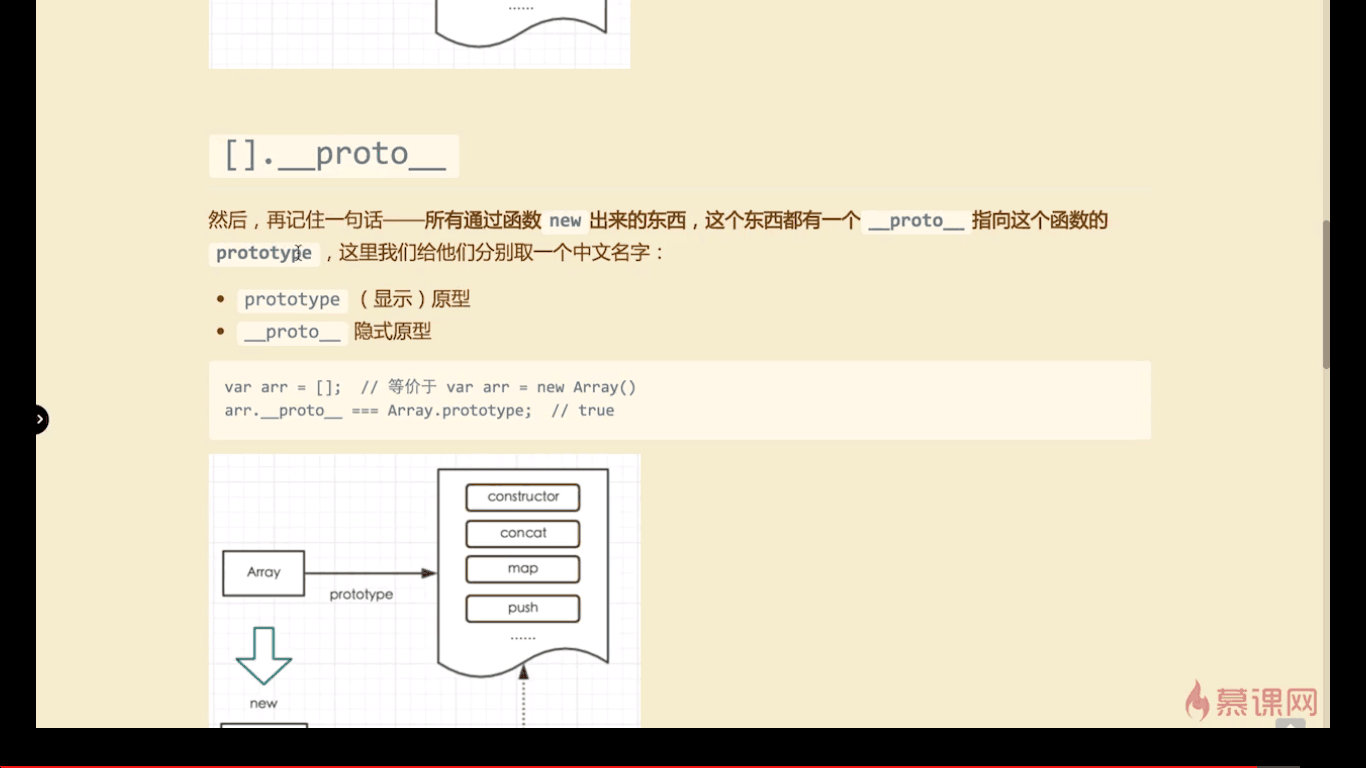 ......
[].__proto__
然后，再记住一句话——所有通过函数 new 出来的东西，这个东西都有一个 __proto__ 指向这个函数的
prototype ，这里我们给他们分别取一个中文名字：
• prototype （显示）原型
• __proto__ 隐式原型
var arr = [];  // 等价于 var arr = new Array()
arr.__proto__ === Array.prototype;  // true
constructor
concat
map
push
......
Array
prototype
new
慕课网